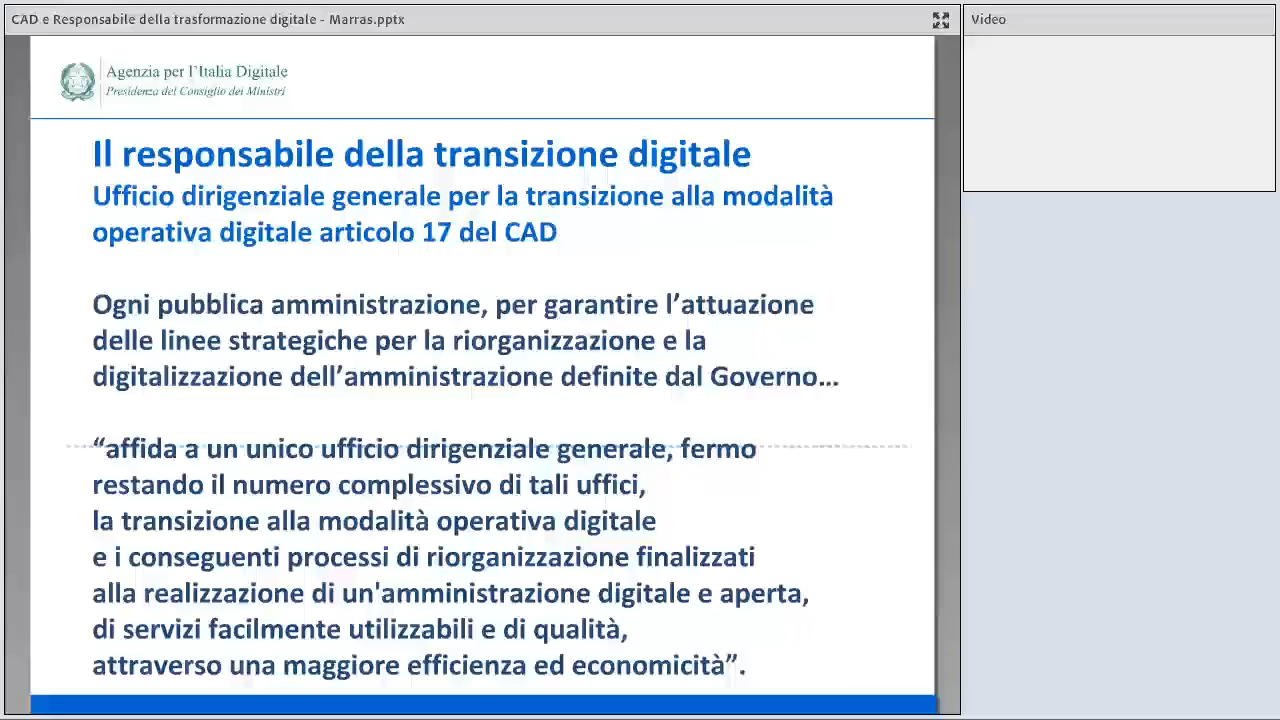 CAD e Responsabile della trasformazione digitale - Marras.pptx
Video
Agenzia per l'Italia Digitale
Presidenza del Consiglio dei Ministri
Il responsabile della transizione digitale
Ufficio dirigenziale generale per la transizione alla modalità
operativa digitale articolo 17 del CAD
Ogni pubblica amministrazione, per garantire l’attuazione
delle linee strategiche per la riorganizzazione e la
digitalizzazione dell’amministrazione definite dal Governo…
“affida a un unico ufficio dirigenziale generale, fermo
restando il numero complessivo di tali uffici,
la transizione alla modalità operativa digitale
e i conseguenti processi di riorganizzazione finalizzati
alla realizzazione di un'amministrazione digitale e aperta,
di servizi facilmente utilizzabili e di qualità,
attraverso una maggiore efficienza ed economicità”.